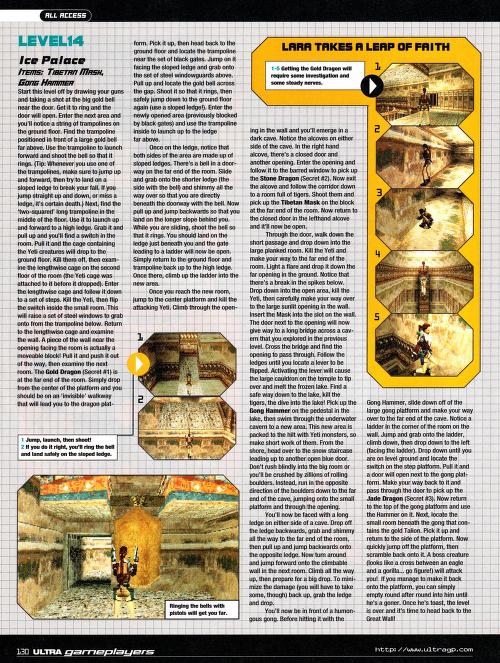 ALL ACCESS
LEVEL14
Ice Palace
ITEMS: TIBETAN MASK,
GONG HAMMER
Start this level off by drawing your guns
and taking a shot at the big gold bell
near the door. Get it to ring and the
door will open. Enter the next area and
you'll notice a string of trampolines on
the ground floor. Find the trampoline
positioned in front of a large gold bell
far above. Use the trampoline to launch
forward and shoot the bell so that it
rings. (Tip: Whenever you use one of
the trampolines, make sure to jump up
and forward, then try to land on a
sloped ledge to break your fall. If you
jump straight up and down, or miss a
ledge, it's certain death.) Next, find the
'two-squared' long trampoline in the
middle of the floor. Use it to launch up
and forward to a high ledge. Grab it and
pull up and you'll find a switch in the
room. Pull it and the cage containing
the Yeti creatures will drop to the
ground floor. Kill them off, then exam-
ine the lengthwise cage on the second
floor of the room (the Yeti cage was
attached to it before it dropped). Enter
the lengthwise cage and follow it down
to a set of steps. Kill the Yeti, then flip
the switch inside the small room. This
will raise a set of steel windows to grab
onto from the trampoline below. Return
to the lengthwise cage and examine
the wall. A piece of the wall near the
opening facing the room is actually a
moveable block! Pull it and push it out
of the way, then examine the next
room. The Gold Dragon (Secret #1) is
at the far end of the room. Simply drop
from the center of the platform and you
should be on an 'invisible' walkway
that will lead you to the dragon plat-
form. Pick it up, then head back to the
ground floor and locate the trampoline
near the set of black gates. Jump on it
facing the sloped ledge and grab onto
the set of steel windowguards above.
Pull up and locate the gold bell across
the gap. Shoot it so that it rings, then
safely jump down to the ground floor
again (use a sloped ledge!). Enter the
newly opened area (previously blocked
by black gates) and use the trampoline
inside to launch up to the ledge
far above.
Once on the ledge, notice that
both sides of the area are made up of
sloped ledges. There's a bell in a door-
way on the far end of the room. Slide
and grab onto the shorter ledge (the
side with the bell) and shimmy all the
way over so that you are directly
beneath the doorway with the bell. Now
pull up and jump backwards so that you
land on the longer slope behind you.
While you are sliding, shoot the bell so
that it rings. You should land on the
ledge just beneath you and the gate
leading to a ladder will now be open.
Simply return to the ground floor and
trampoline back up to the high ledge.
Once there, climb up the ladder into the
new area.
Once you reach the new room,
jump to the center platform and kill the
attacking Yeti. Climb through the open-
1
2
1 Jump, launch, then shoot!
2 If you do it right, you'll ring the bell
and land safely on the sloped ledge.
Ringing the bells with
pistols will get you far.
LARA TAKES A LEAP OF FAITH
1-5 Getting the Gold Dragon will
require some investigation and
some steady nerves.
1
2
3
4
5
ing in the wall and you'll emerge in a
dark cave. Notice the alcoves on either
side of the cave. In the right hand
alcove, there's a closed door and
another opening. Enter the opening and
follow it to the barred window to pick up
the Stone Dragon (Secret #2). Now exit
the alcove and follow the corridor down
to a room full of tigers. Shoot them and
pick up the Tibetan Mask on the block
at the far end of the room. Now return to
the closed door in the lefthand alcove
and it'll now be open.
Through the door, walk down the
short passage and drop down into the
large planked room. Kill the Yeti and
make your way to the far end of the
room. Light a flare and drop it down the
far opening in the ground. Notice that
there's a break in the spikes below.
Drop down into the open area, kill the
Yeti, then carefully make your way over
to the large sunlit opening in the wall.
Insert the Mask into the slot on the wall.
The door next to the opening will now
give way to a long bridge across a cav-
ern that you explored in the previous
level. Cross the bridge and find the
opening to pass through. Follow the
ledges until you locate a lever to be
flipped. Activating the lever will cause
the large cauldron on the temple to tip
over and melt the frozen lake. Find a
safe way down to the lake, kill the
tigers, the dive into the lake! Pick up the
Gong Hammer on the pedestal in the
lake, then swim through the underwater
cavern to a new area. This new area is
packed to the hilt with Yeti monsters, so
make short work of them. From the
shore, head over to the snow staircase
leading up to another open blue door.
Don't rush blindly into the big room or
you'll be crushed by zillions of rolling
boulders. Instead, run in the opposite
direction of the boulders down to the far
end of the cave, jumping onto the small
platform and through the opening.
You'll now be faced with a long
ledge on either side of a cave. Drop off
the ledge backwards, grab and shimmy
all the way to the far end of the room,
then pull up and jump backwards onto
the opposite ledge. Now turn around
and jump forward onto the climbable
wall in the next room. Climb all the way
up, then prepare for a big drop. To mini-
mize the damage (you will have to take
some, though) back up, grab the ledge
and drop.
You'll now be in front of a humon-
gous gong. Before hitting it with the
Gong Hammer, slide down off of the
large gong platform and make your way
over to the far end of the cave. Notice a
ladder in the corner of the room on the
wall. Jump and grab onto the ladder,
climb down, then drop down to the left
(facing the ladder). Drop down until you
are on level ground and locate the
switch on the step platform. Pull it and
a door will open next to the gong plat-
form. Make your way back to it and
pass through the door to pick up the
Jade Dragon (Secret #3). Now return
to the top of the gong platform and use
the Hammer on it. Next, locate the
small room beneath the gong that con-
tains the gold Talion. Pick it up and
return to the side of the platform. Now
quickly jump off the platform, then
scramble back onto it. A boss creature
(looks like a cross between an eagle
and a gorilla... go figure!) will attack
you! If you manage to make it back
onto the platform, you can simply
empty round after round into him until
he's a goner. Once he's toast, the level
is over and it's time to head back to the
Great Wall!
130 ULTRA gameplayers
http://www.ultragp.com